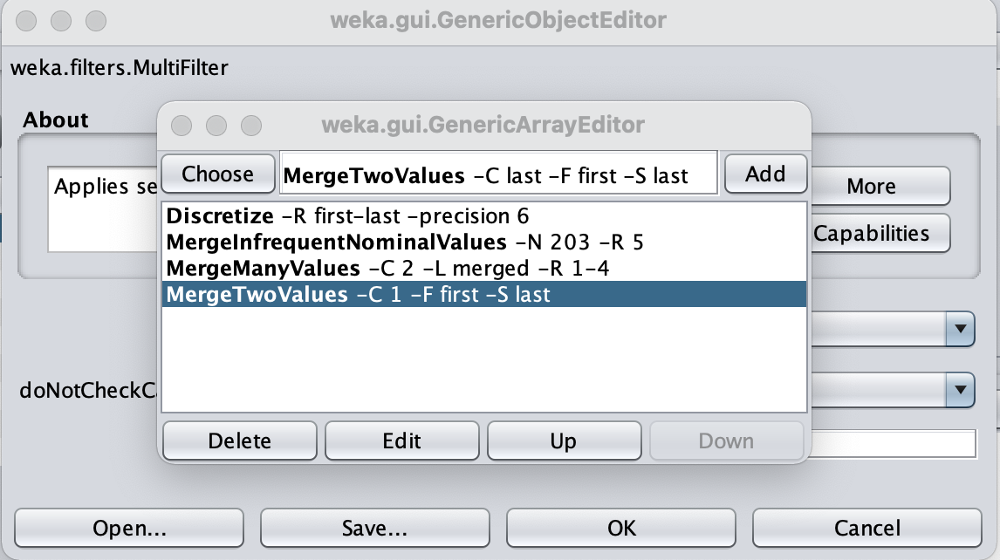 weka.gui.GenericObjectEditor
weka.filters.MultiFilter
About
weka.gui.GenericArrayEditor
Choose MergeTwoValues -C last -F first -S last Add
Applies se More
Discretize -R first-last -precision 6
Capabilities
MergeInfrequentNominalValues -N 203 -R 5
MergeManyValues -C 2 -L merged -R 1-4
MergeTwoValues -C 1 -F first -S last
doNotCheckCa
Delete Edit Up Down
Open... Save... OK Cancel